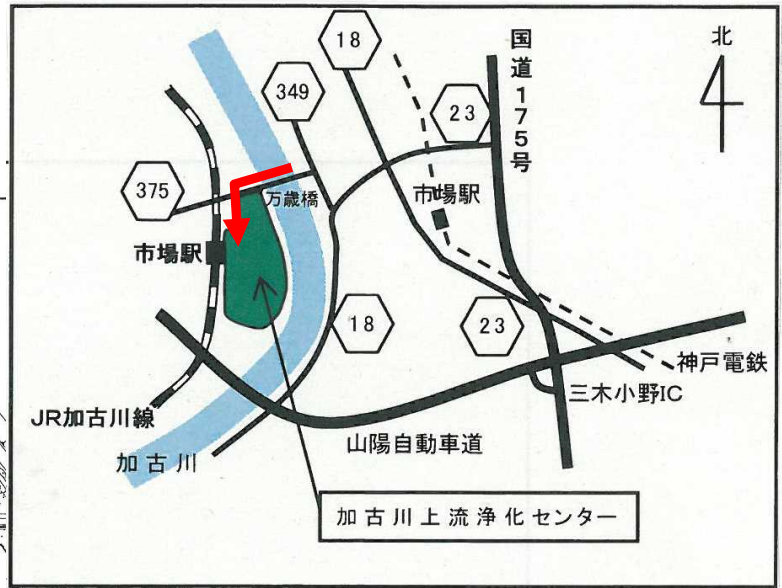 18
国道175号
北
349
23
375
万歳橋
市場駅
市場駅
18
23
神戸電鉄
三木小野IC
JR加古川線
山陽自動車道
加古川
加古川上流浄化センター